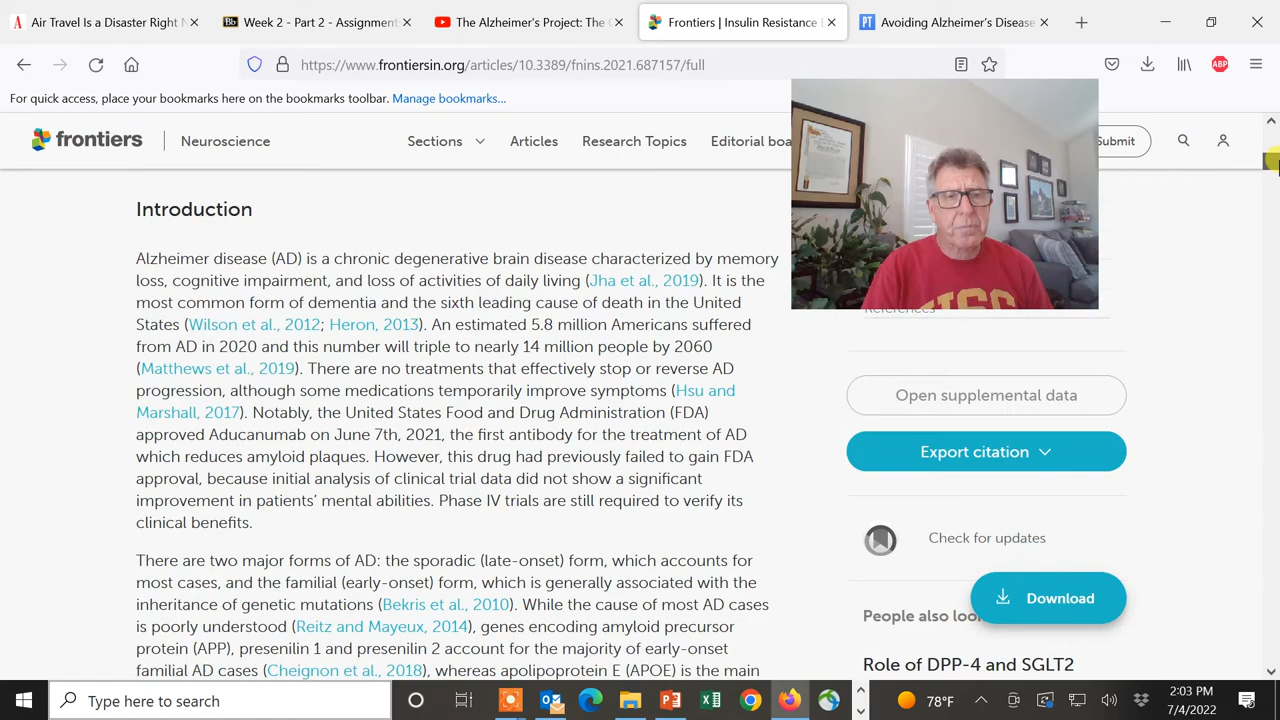 Air Travel Is a Disaster Right N
Week 2 - Part 2 - Assignment
The Alzheimer's Project: The
Frontiers | Insulin Resistance
Avoiding Alzheimer's Disease
https://www.frontiersin.org/articles/10.3389/fnins.2021.687157/full
ABP
For quick access, place your bookmarks here on the bookmarks toolbar. Manage bookmarks...
frontiers
Neuroscience
Sections
Articles
Research Topics
Editorial boa
Submit
Introduction
Alzheimer disease (AD) is a chronic degenerative brain disease characterized by memory
loss, cognitive impairment, and loss of activities of daily living (Jha et al., 2019). It is the
most common form of dementia and the sixth leading cause of death in the United
States (Wilson et al., 2012; Heron, 2013). An estimated 5.8 million Americans suffered
from AD in 2020 and this number will triple to nearly 14 million people by 2060
(Matthews et al., 2019). There are no treatments that effectively stop or reverse AD
progression, although some medications temporarily improve symptoms (Hsu and
Marshall, 2017). Notably, the United States Food and Drug Administration (FDA)
approved Aducanumab on June 7th, 2021, the first antibody for the treatment of AD
which reduces amyloid plaques. However, this drug had previously failed to gain FDA
approval, because initial analysis of clinical trial data did not show a significant
improvement in patients' mental abilities. Phase IV trials are still required to verify its
clinical benefits.
There are two major forms of AD: the sporadic (late-onset) form, which accounts for
most cases, and the familial (early-onset) form, which is generally associated with the
inheritance of genetic mutations (Bekris et al., 2010). While the cause of most AD cases
is poorly understood (Reitz and Mayeux, 2014), genes encoding amyloid precursor
protein (APP), presenilin 1 and presenilin 2 account for the majority of early-onset
familial AD cases (Cheignon et al., 2018), whereas apolipoprotein E (APOE) is the main
References
Open supplemental data
Export citation
Check for updates
Download
People also loo
Role of DPP-4 and SGLT2
Type here to search
78°F
2:03 PM
7/4/2022